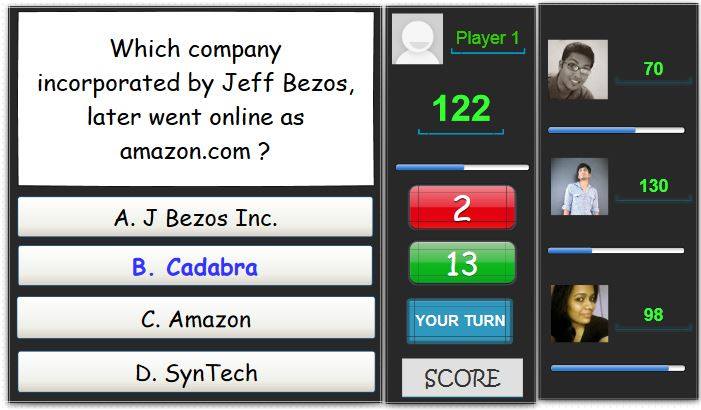 Which company
incorporated by Jeff Bezos,
later went online as
amazon.com ?
A. J Bezos Inc.
B. Cadabra
C. Amazon
D. SynTech
Player 1
122
2
13
YOUR TURN
SCORE
70
130
98